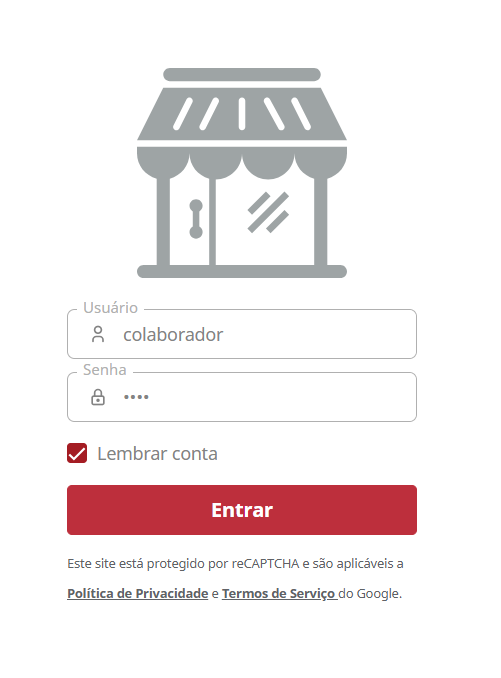 Usuário
colaborador
Senha
••••
Lembrar conta
Entrar
Este site está protegido por reCAPTCHA e são aplicáveis a
Política de Privacidade e Termos de Serviço do Google.